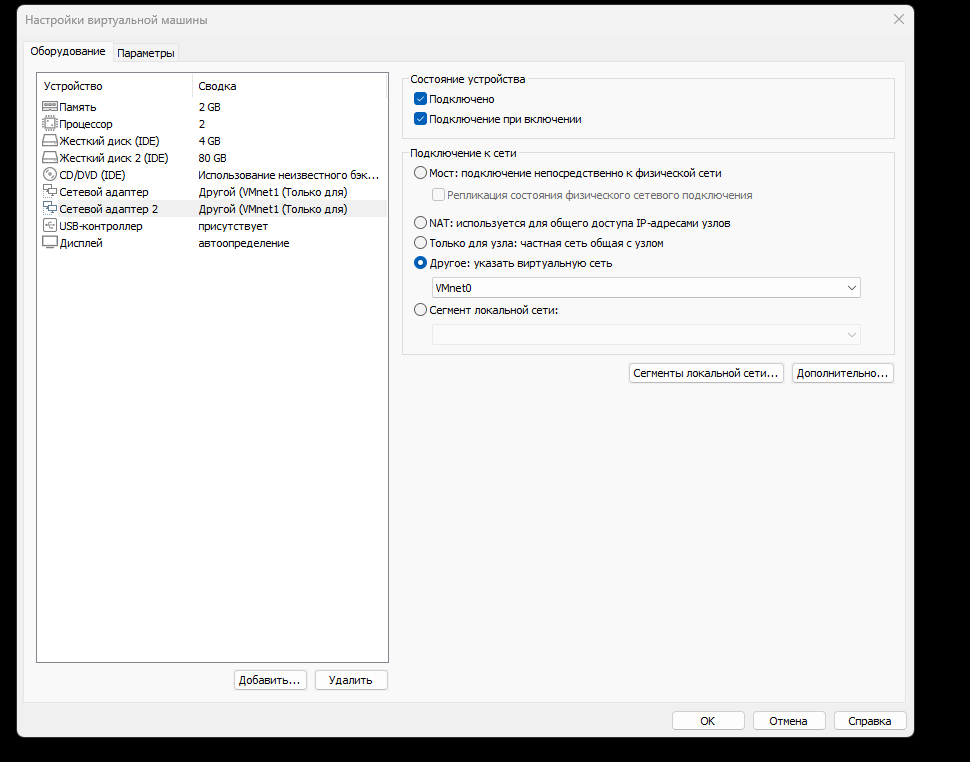 Настройки виртуальной машины
Оборудование Параметры
Устройство Сводка
Память 2 GB
Процессор 2
Жесткий диск (IDE) 4 GB
Жесткий диск 2 (IDE) 80 GB
CD/DVD (IDE) Использование неизвестного бэк...
Сетевой адаптер Другой (VMnet1 (Только для)
Сетевой адаптер 2 Другой (VMnet1 (Только для)
USB-контроллер присутствует
Дисплей автоопределение
Добавить... Удалить
Состояние устройства
Подключено
Подключение при включении
Подключение к сети
Мост: подключение непосредственно к физической сети
Репликация состояния физического сетевого подключения
NAT: используется для общего доступа IP-адресами узлов
Только для узла: частная сеть общая с узлом
Другое: указать виртуальную сеть
VMnet0
Сегмент локальной сети:
Сегменты локальной сети... Дополнительно...
OK Отмена Справка